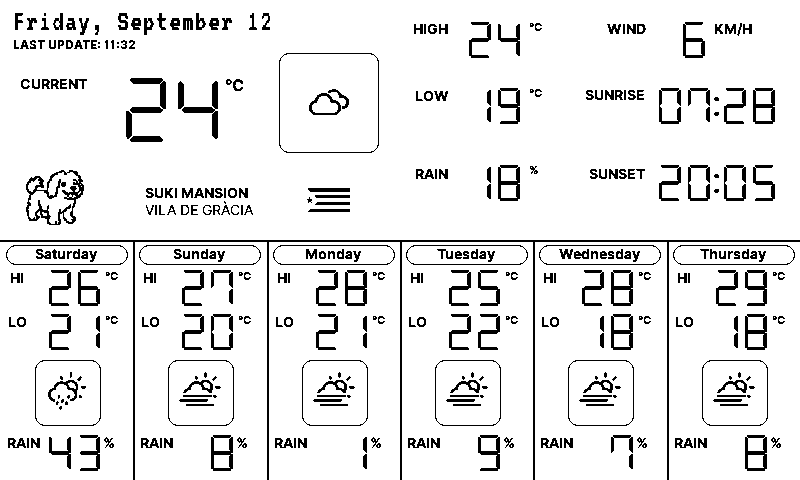 Friday, September 12
LAST UPDATE: 11:32
CURRENT 24 °C
SUKI MANSION
VILA DE GRÀCIA
HIGH 24 °C
LOW 19 °C
RAIN 18 %
WIND 6 KM/H
SUNRISE 07:28
SUNSET 20:05
Saturday
HI 26 °C
LO 21 °C
RAIN 43 %
Sunday
HI 27 °C
LO 20 °C
RAIN 8 %
Monday
HI 28 °C
LO 21 °C
RAIN 1 %
Tuesday
HI 25 °C
LO 22 °C
RAIN 9 %
Wednesday
HI 28 °C
LO 18 °C
RAIN 7 %
Thursday
HI 29 °C
LO 18 °C
RAIN 8 %